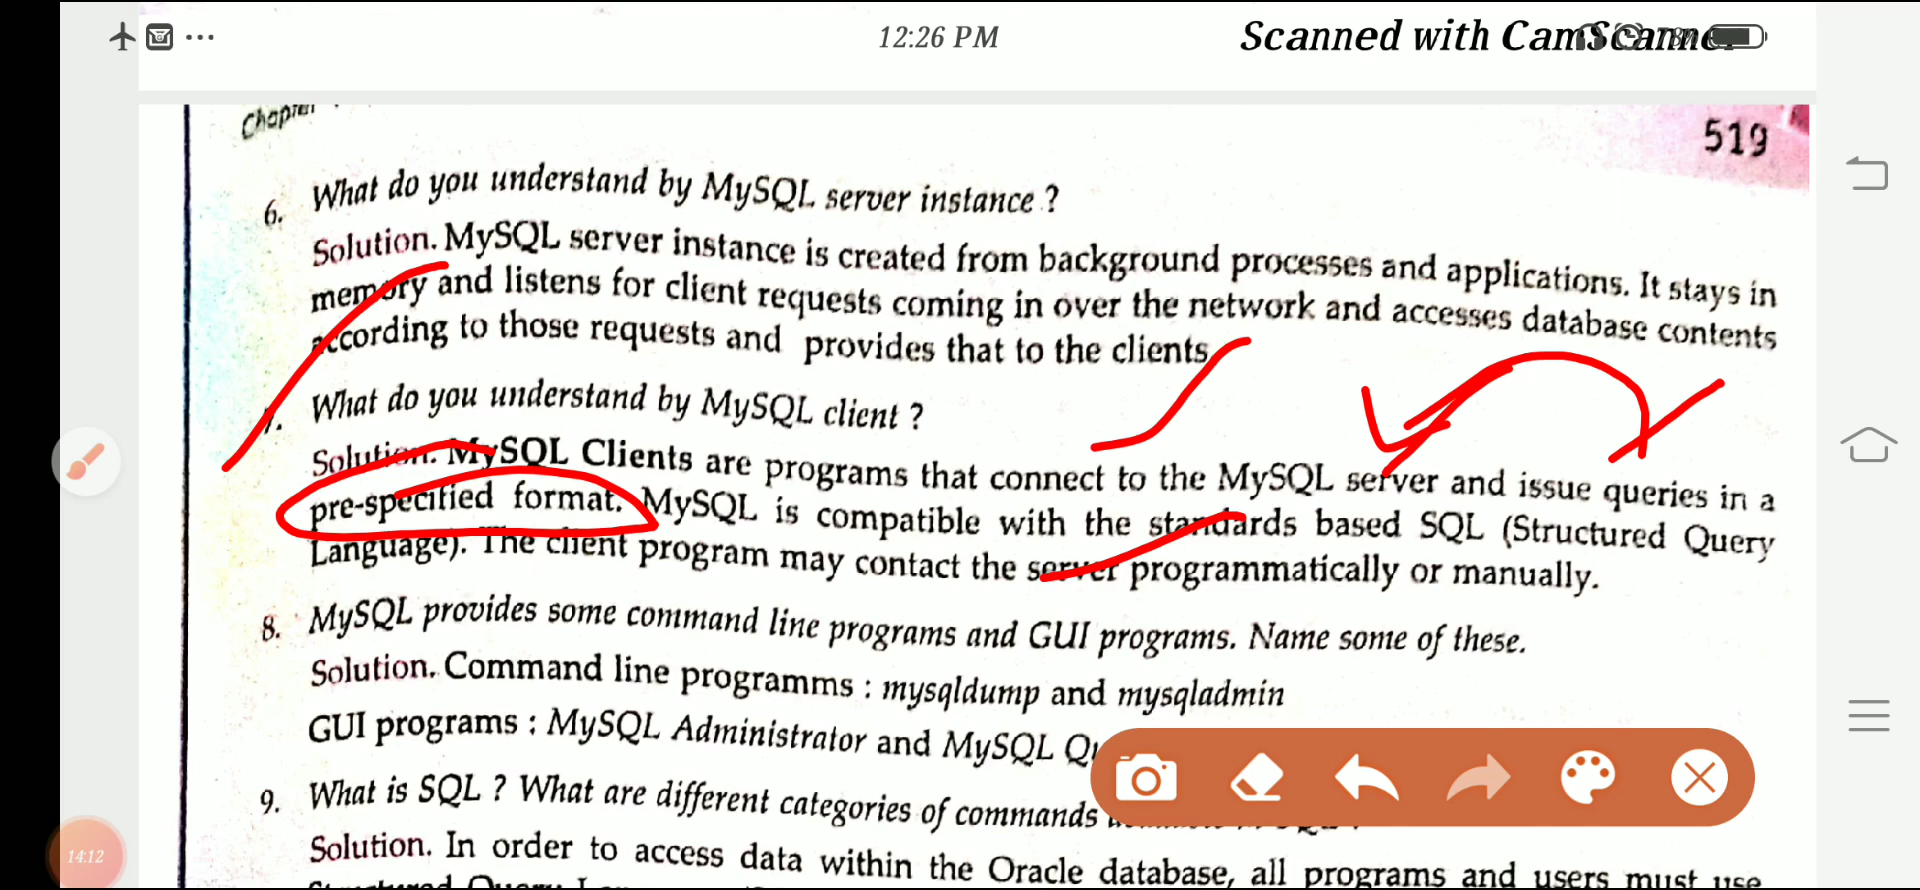 12:26 PM
Scanned with CamScanner
Chapter
519
6. What do you understand by MySQL server instance ?
Solution. MySQL server instance is created from background processes and applications. It stays in
memory and listens for client requests coming in over the network and accesses database contents
according to those requests and provides that to the clients.
7. What do you understand by MySQL client ?
Solution. MySQL Clients are programs that connect to the MySQL server and issue queries in a
pre-specified format. MySQL is compatible with the standards based SQL (Structured Query
Language). The client program may contact the server programmatically or manually.
8. MySQL provides some command line programs and GUI programs. Name some of these.
Solution. Command line programms : mysqldump and mysqladmin
GUI programs : MySQL Administrator and MySQL
9. What is SQL ? What are different categories of commands
Solution. In order to access data within the Oracle database, all programs and users must use
14:12